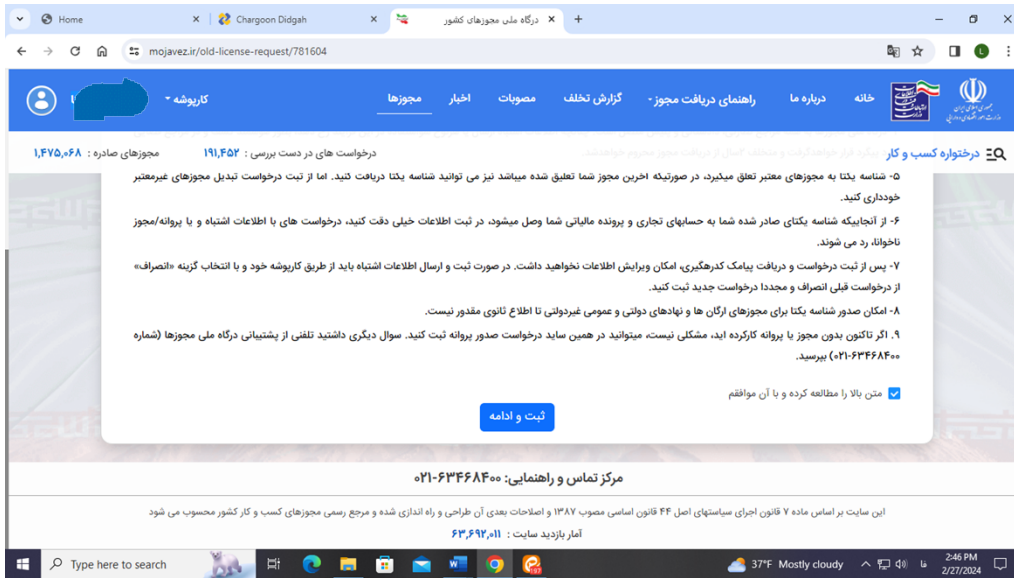 Home
Chargoon Didgah
درگاه ملی مجوزهای کشور
mojavez.ir/old-license-request/781604
خانه
درباره ما
راهنمای دریافت مجوز
گزارش تخلف
مصوبات
اخبار
مجوزها
کارپوشه
درختواره کسب و کار
درخواست های در دست بررسی : ۱۹۱,۴۵۲
مجوزهای صادره : ۱,۴۷۵,۰۶۸
۵- شناسه یکتا به مجوزهای معتبر تعلق میگیرد، در صورتیکه آخرین مجوز شما تعلیق شده میباشد نیز می توانید شناسه یکتا دریافت کنید. اما از ثبت درخواست تبدیل مجوزهای غیرمعتبر
خودداری کنید.
۶- از آنجاییکه شناسه یکتای صادر شده شما به حسابهای تجاری و پرونده مالیاتی شما وصل میشود، در ثبت اطلاعات خیلی دقت کنید، درخواست های با اطلاعات اشتباه و یا پروانه/مجوز
ناخوانا، رد می شوند.
۷- پس از ثبت درخواست و دریافت پیامک کدرهگیری، امکان ویرایش اطلاعات نخواهید داشت. در صورت ثبت و ارسال اطلاعات اشتباه باید از طریق کارپوشه خود و با انتخاب گزینه «انصراف»
از درخواست قبلی انصراف و مجددا درخواست جدید ثبت کنید.
۸- امکان صدور شناسه یکتا برای مجوزهای ارگان ها و نهادهای دولتی و عمومی غیردولتی تا اطلاع ثانوی مقدور نیست.
۹. اگر تاکنون بدون مجوز یا پروانه کارکرده اید، مشکلی نیست، میتوانید در همین ساید درخواست صدور پروانه ثبت کنید. سوال دیگری داشتید تلفنی از پشتیبانی درگاه ملی مجوزها (شماره
۰۲۱-۶۳۴۶۸۴۰۰) بپرسید.
متن بالا را مطالعه کرده و با آن موافقم
ثبت و ادامه
مرکز تماس و راهنمایی: ۰۲۱-۶۳۴۶۸۴۰۰
این سایت بر اساس ماده ۷ قانون اجرای سیاستهای اصل ۴۴ قانون اساسی مصوب ۱۳۸۷ و اصلاحات بعدی آن طراحی و راه اندازی شده و مرجع رسمی مجوزهای کسب و کار کشور محسوب می شود
آمار بازدید سایت : ۶۳,۶۹۲,۰۱۱
Type here to search
37°F Mostly cloudy
فا
2:46 PM
2/27/2024